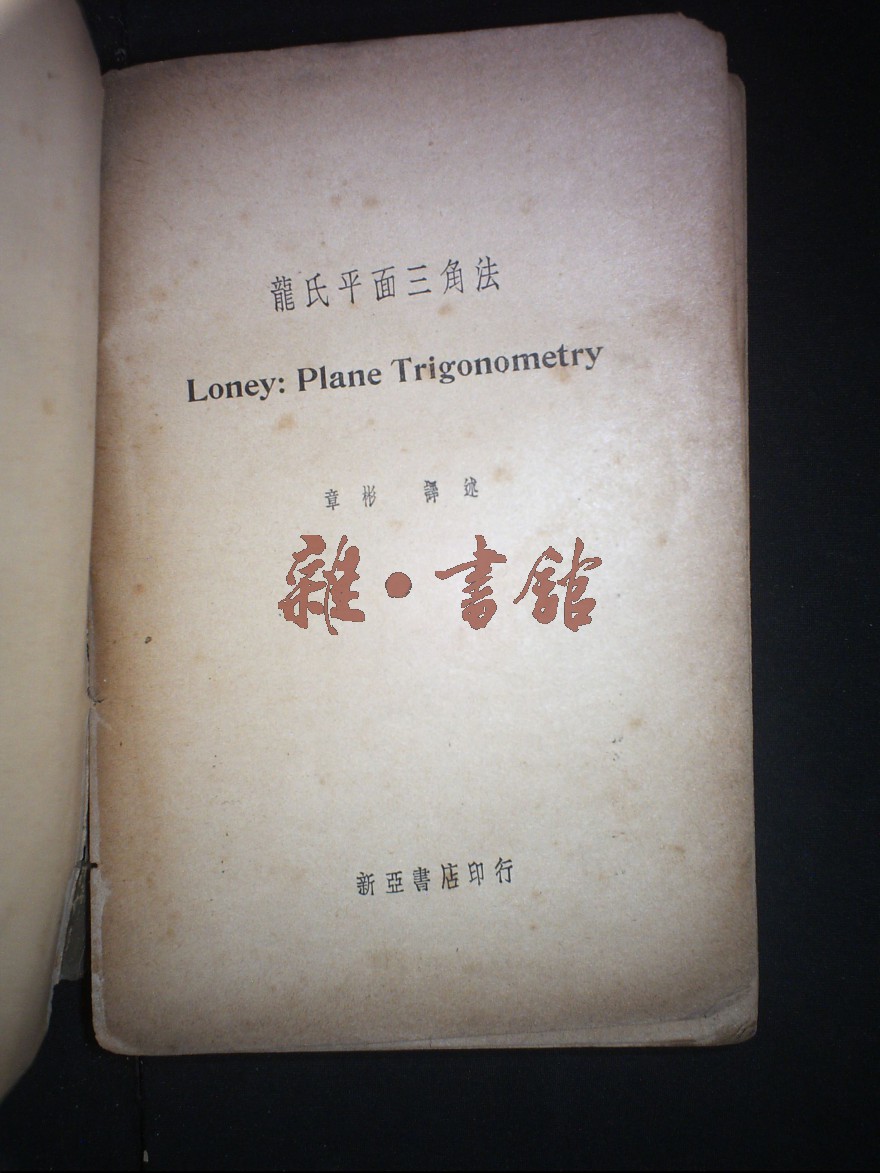 龍氏平面三角法
Loney: Plane Trigonometry
章彬 譯述
雜·書館
新亞書店印行